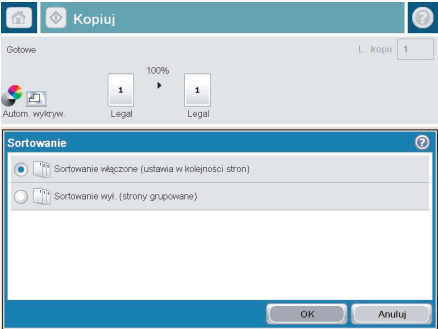 Kopiuj
Gotowe
L. kopii: 1
100%
1 1
Autom. wykryw. Legal Legal
Sortowanie
Sortowanie włączone (ustawia w kolejności stron)
Sortowanie wył. (strony grupowane)
OK Anuluj